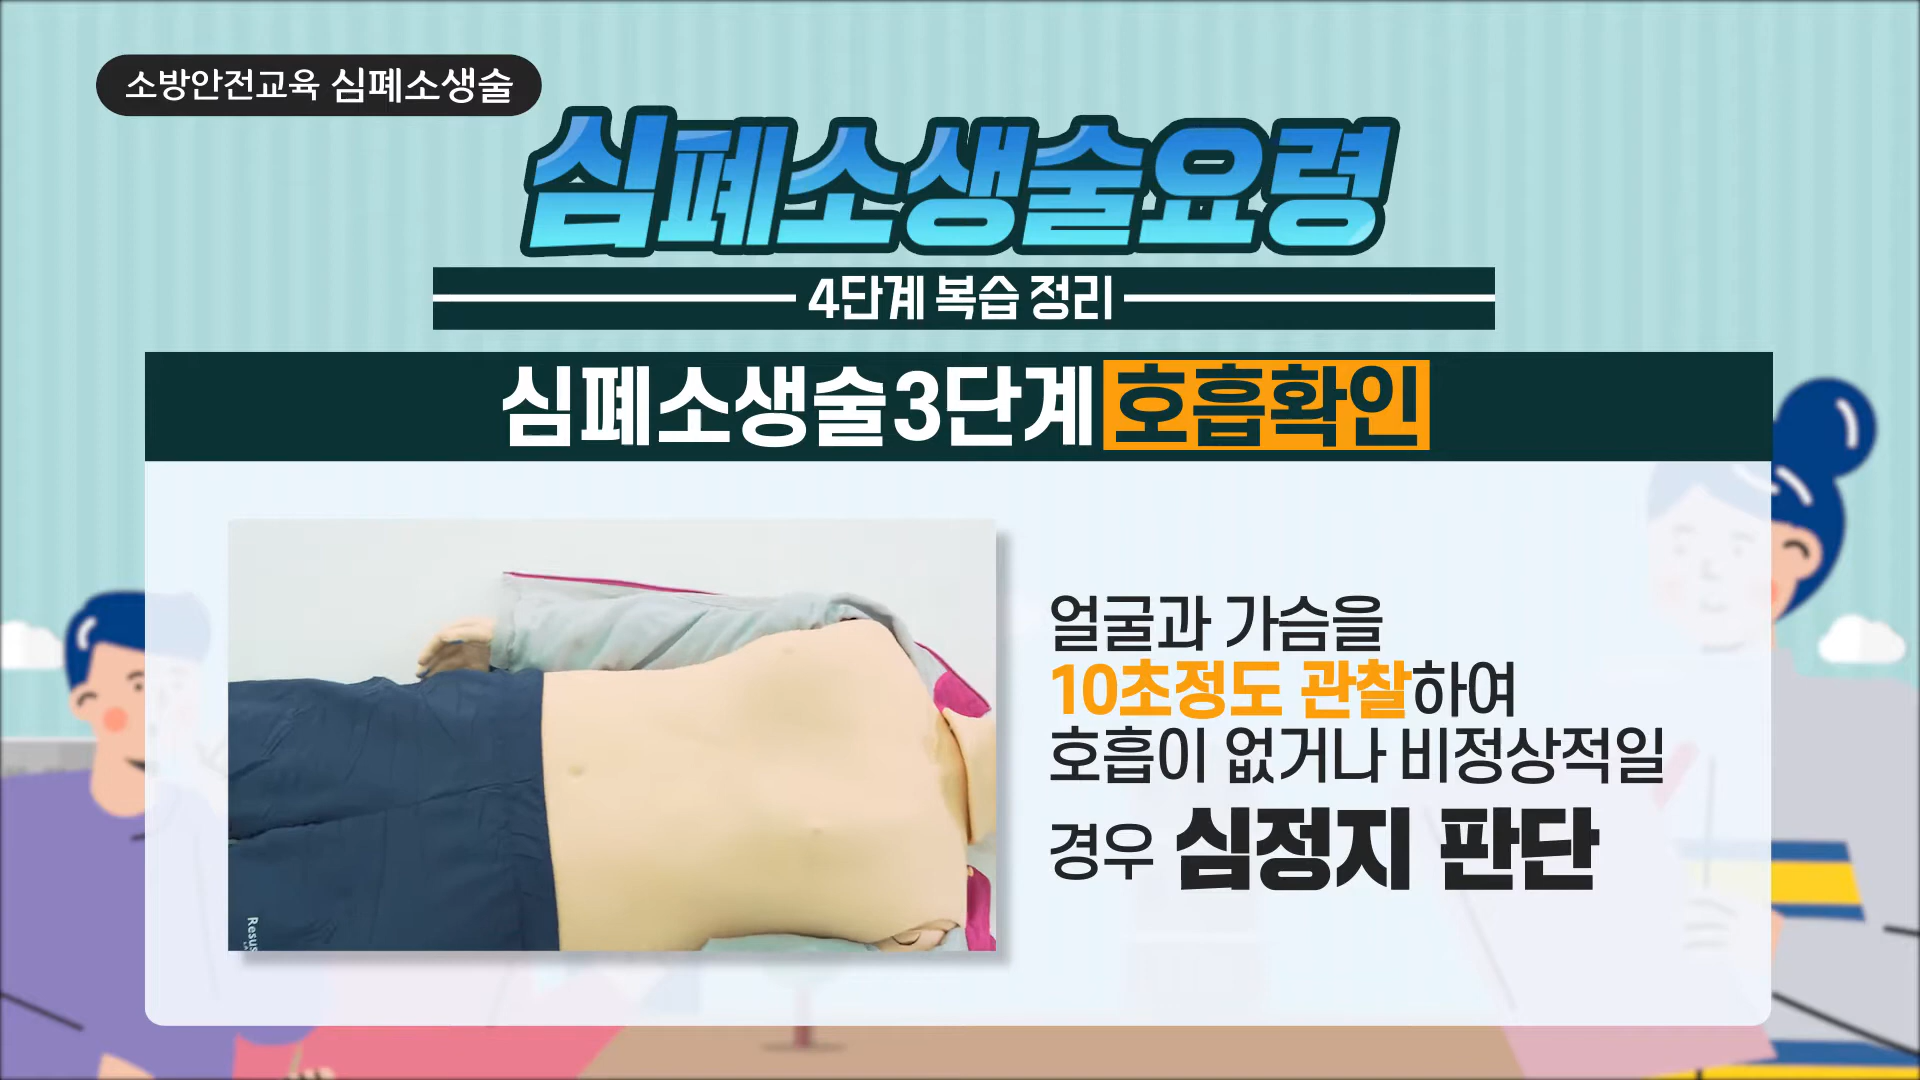 소방안전교육 심폐소생술
심폐소생술요령
4단계 복습 정리
심폐소생술3단계 호흡확인
얼굴과 가슴을
10초정도 관찰하여
호흡이 없거나 비정상적일
경우 심정지 판단